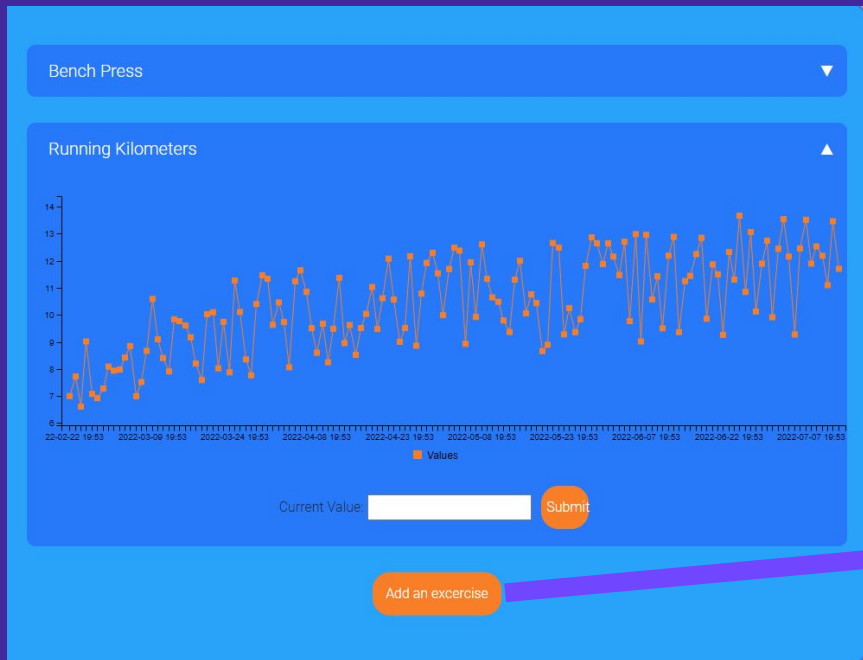 Bench Press
Running Kilometers
14
13
12
11
10
9
8
7
6
22-02-22 19:53 2022-03-09 19:53 2022-03-24 19:53 2022-04-08 19:53 2022-04-23 19:53 2022-05-08 19:53 2022-05-23 19:53 2022-06-07 19:53 2022-06-22 19:53 2022-07-07 19:53
Values
Current Value: Submit
Add an excercise